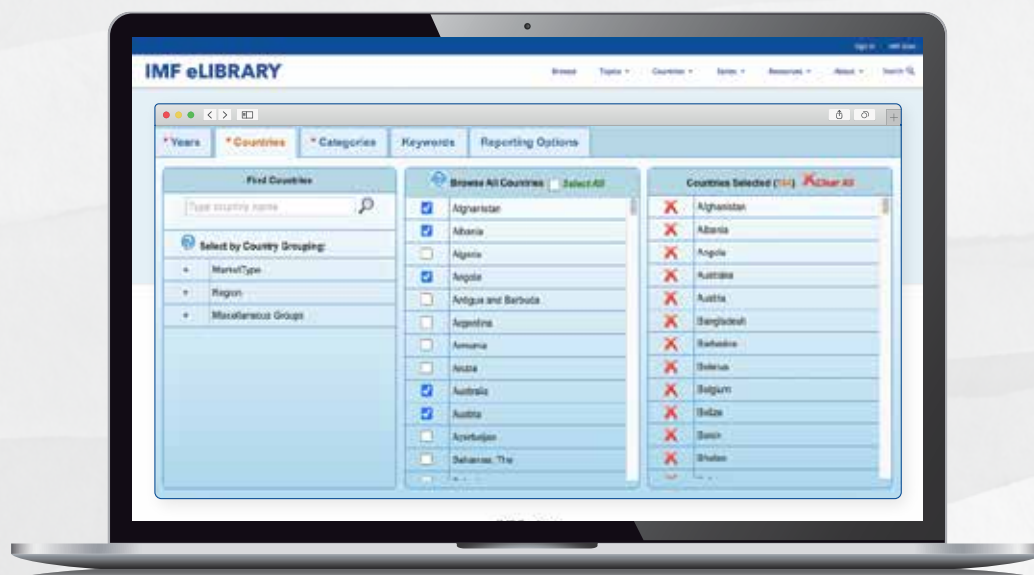 Sign In
IMF eLIBRARY
Browse Topics Countries Series Resources About Search
* Years * Countries * Categories Keywords Reporting Options
Find Countries
Type country name
Select by Country Grouping:
+ MarketType
+ Region
+ Miscellaneous Groups
Browse All Countries Select All
Afghanistan
Albania
Algeria
Angola
Antigua and Barbuda
Argentina
Armenia
Aruba
Australia
Austria
Azerbaijan
Bahamas, The
Countries Selected Clear All
Afghanistan
Albania
Angola
Australia
Austria
Bangladesh
Barbados
Belarus
Belgium
Belize
Benin
Bhutan